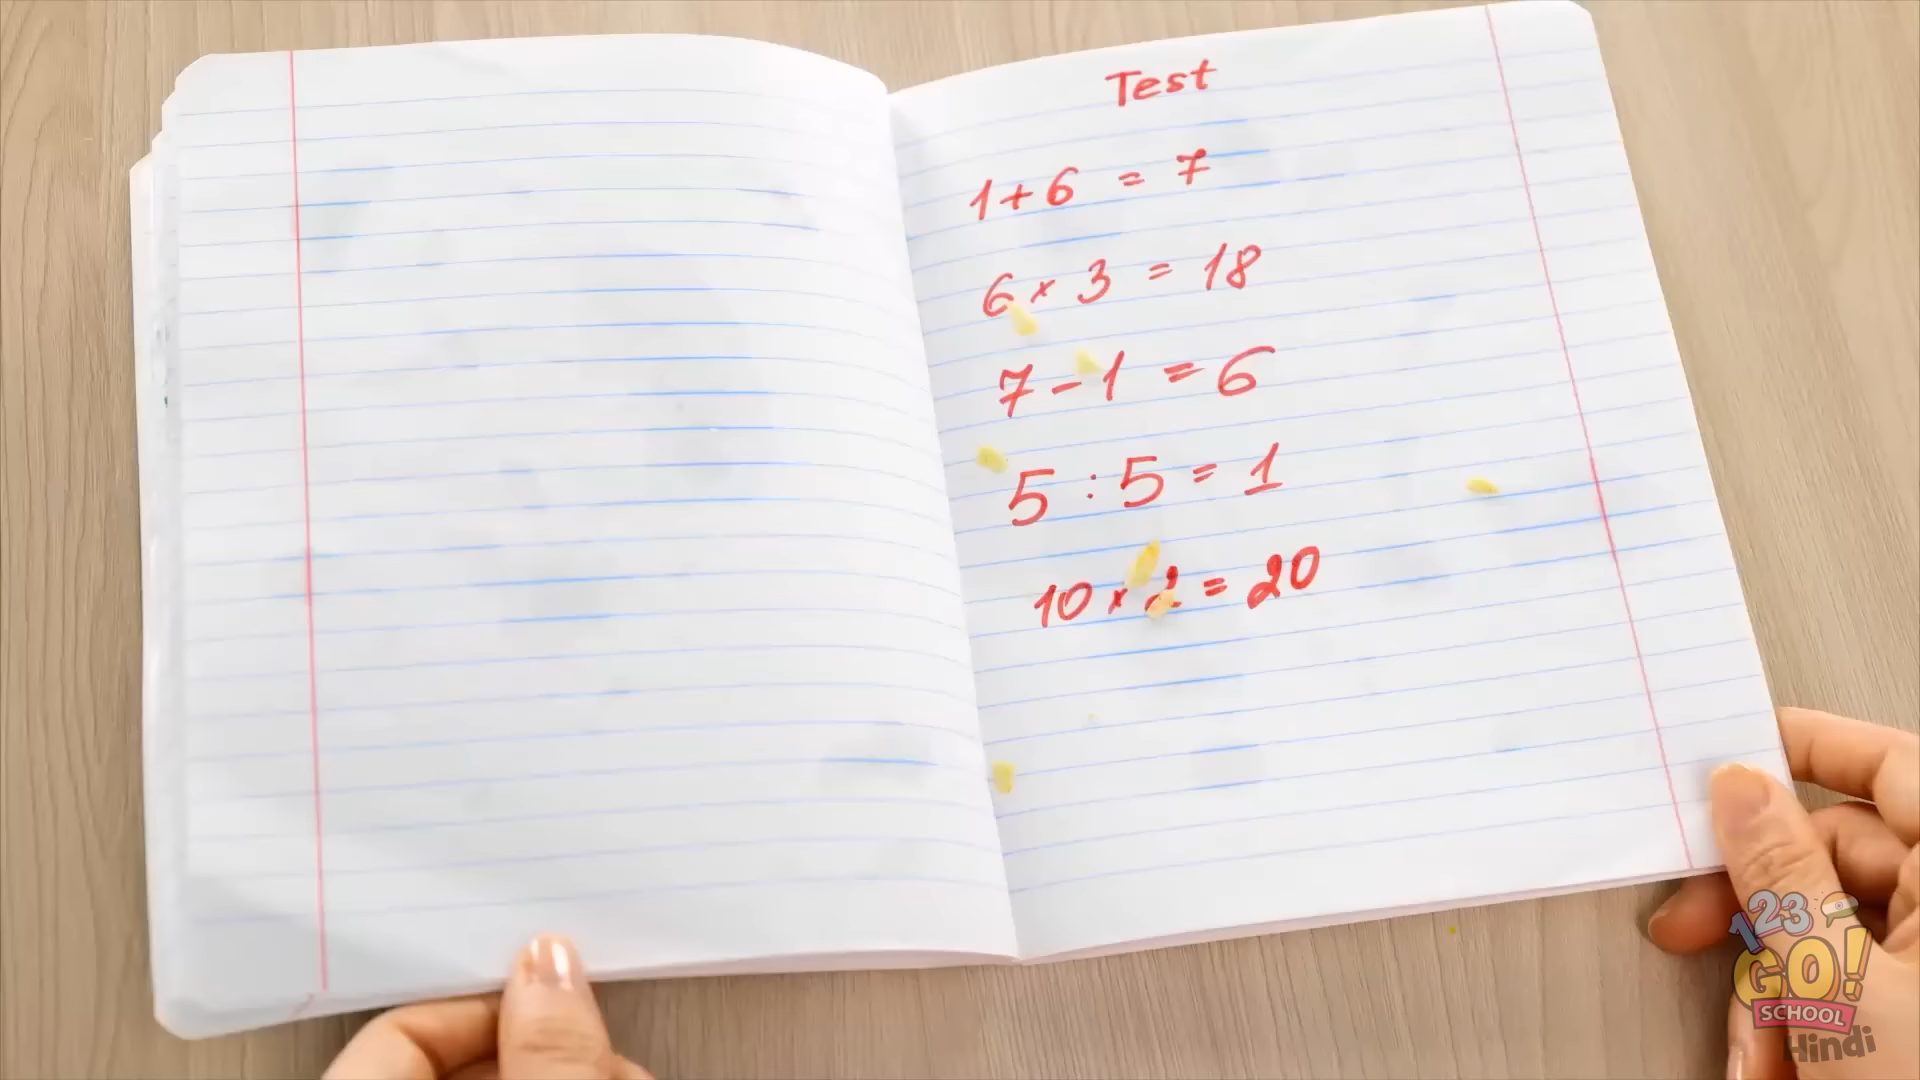 Test
1+6 = 7
6 × 3 = 18
7-1 = 6
5 : 5 = 1
10 × 2 = 20
123
GO!
SCHOOL
Hindi